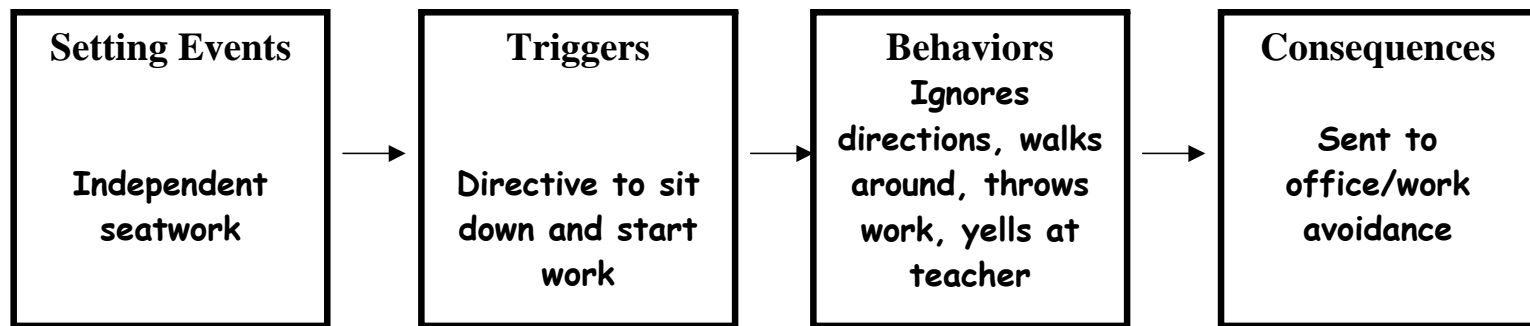 Setting Events
Independent
seatwork
Triggers
Directive to sit
down and start
work
Behaviors
Ignores
directions, walks
around, throws
work, yells at
teacher
Consequences
Sent to
office/work
avoidance